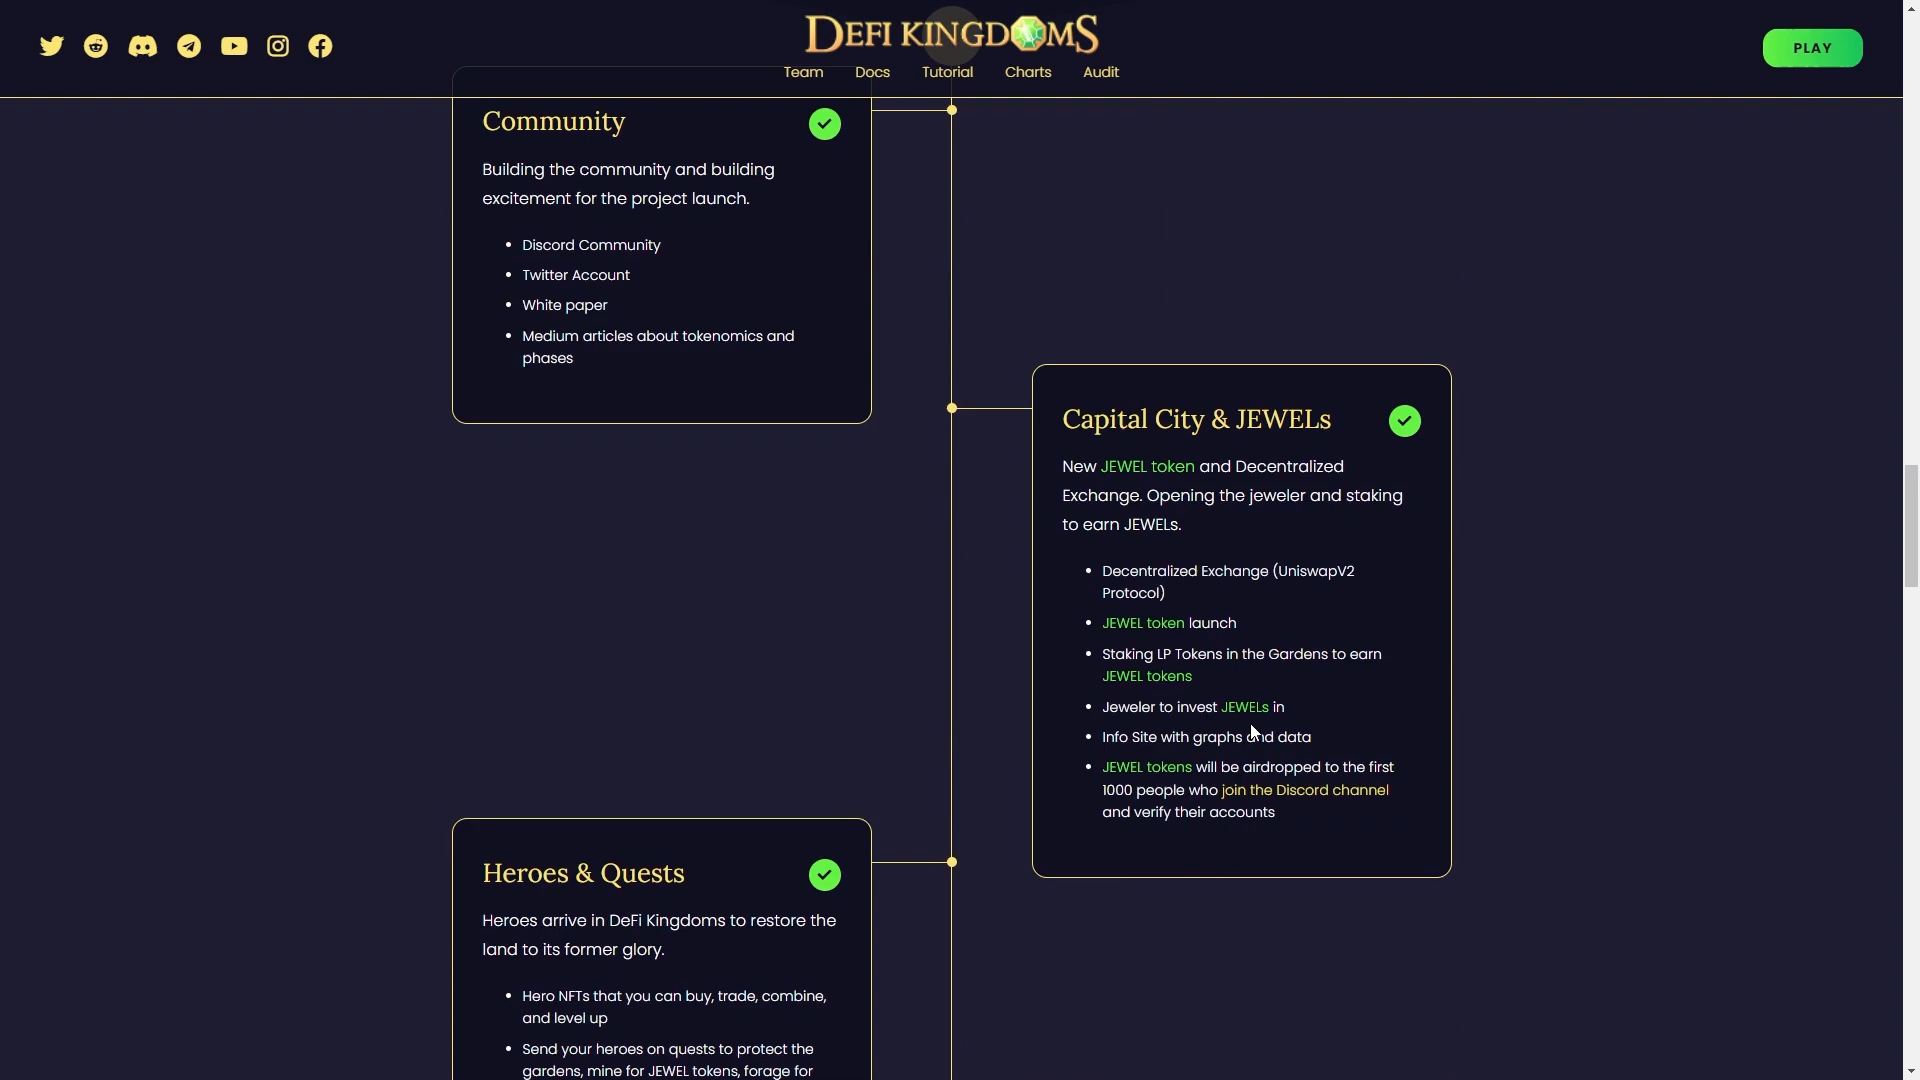 DEFI KINGDOMS
PLAY
Team Docs Tutorial Charts Audit
Community
Building the community and building
excitement for the project launch.
Discord Community
Twitter Account
White paper
Medium articles about tokenomics and
phases
Capital City & JEWELs
New JEWEL token and Decentralized
Exchange. Opening the jeweler and staking
to earn JEWELs.
Decentralized Exchange (UniswapV2
Protocol)
JEWEL token launch
Staking LP Tokens in the Gardens to earn
JEWEL tokens
Jeweler to invest JEWELs in
Info Site with graphs and data
JEWEL tokens will be airdropped to the first
1000 people who join the Discord channel
and verify their accounts
Heroes & Quests
Heroes arrive in DeFi Kingdoms to restore the
land to its former glory.
Hero NFTs that you can buy, trade, combine,
and level up
Send your heroes on quests to protect the
gardens, mine for JEWEL tokens, forage for